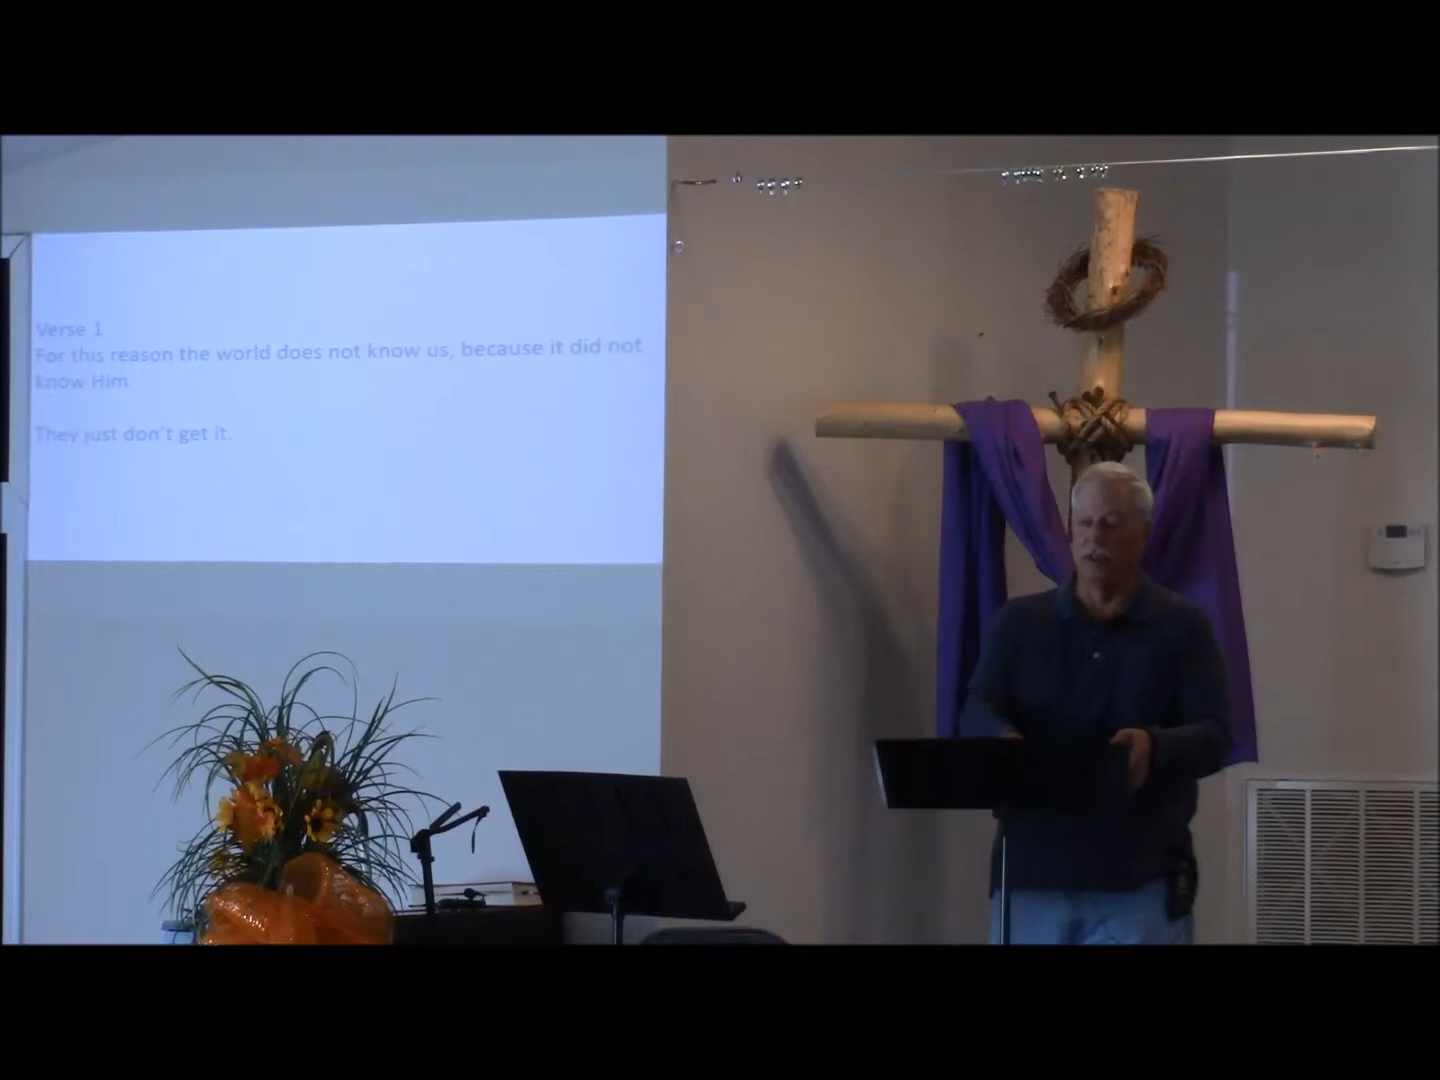 Verse 1
For this reason the world does not know us, because it did not
know Him
They just don't get it.